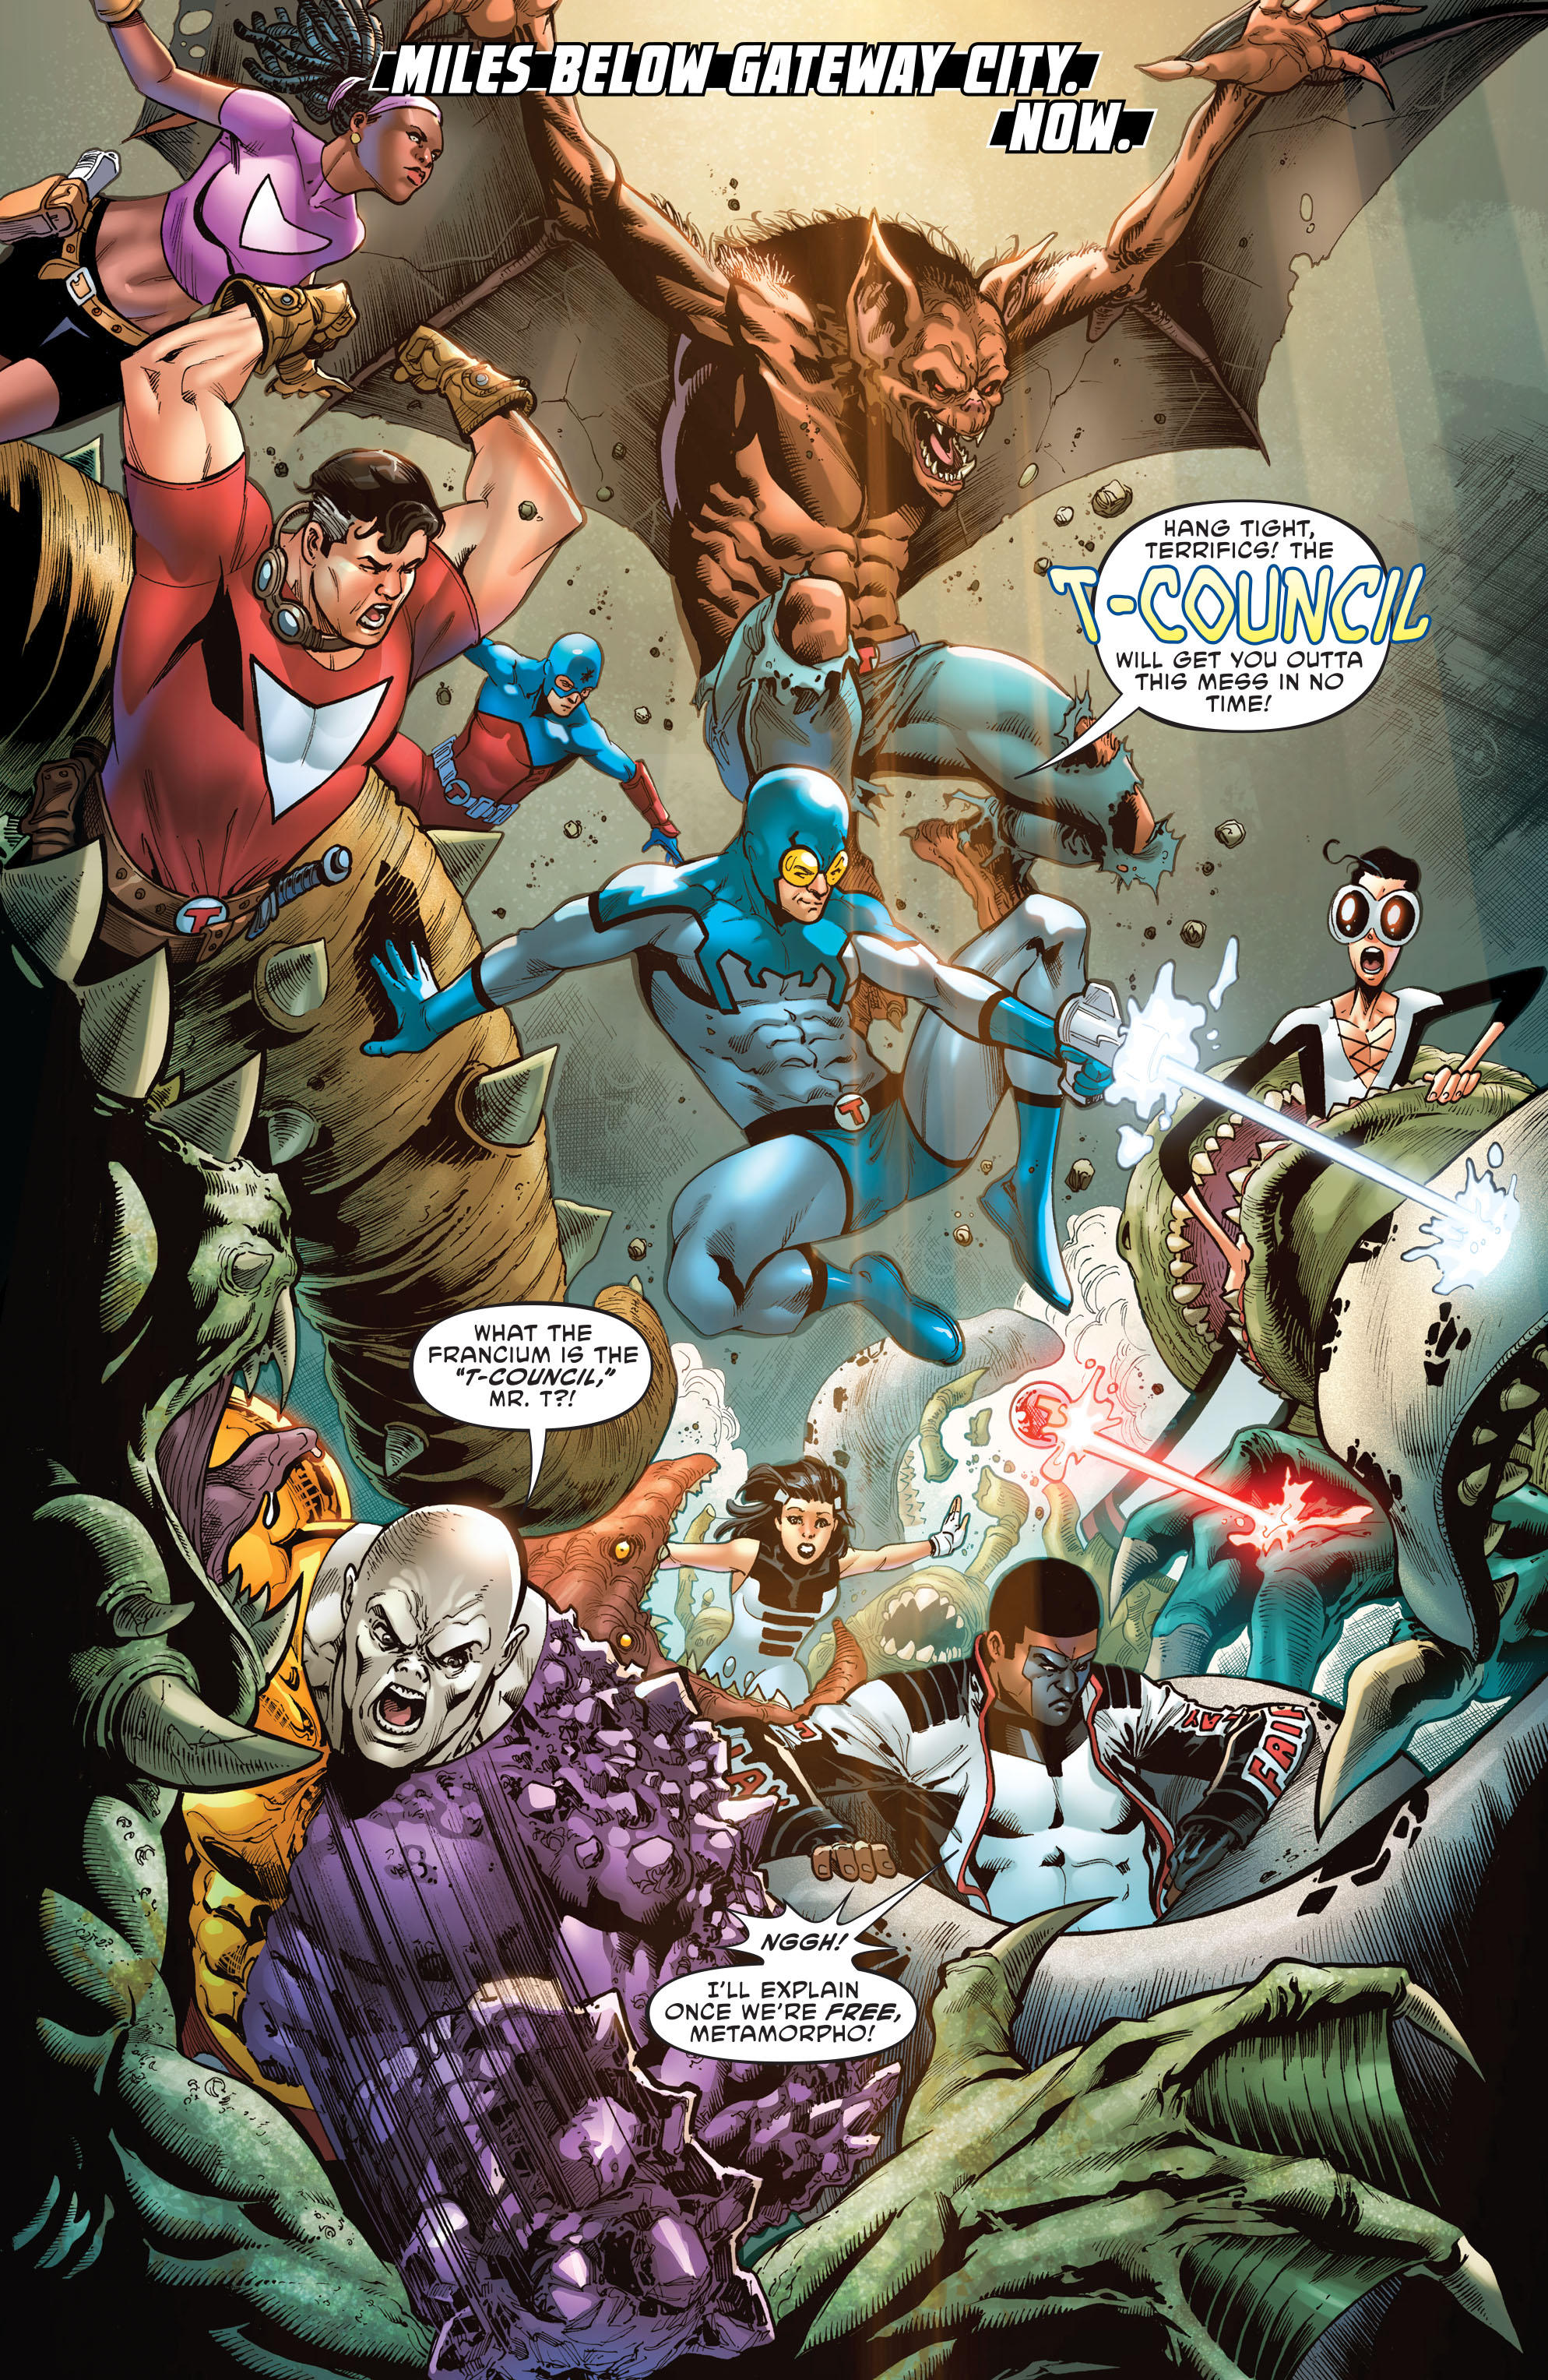 MILES BELOW GATEWAY CITY.
NOW.
HANG TIGHT,
TERRIFICS! THE
T-COUNCIL
WILL GET YOU OUTTA
THIS MESS IN NO
TIME!
T
T
T
WHAT THE
FRANCIUM IS THE
"T-COUNCIL,"
MR. T?!
FAIR
NGGH!
I'LL EXPLAIN
ONCE WE'RE FREE,
METAMORPHO!